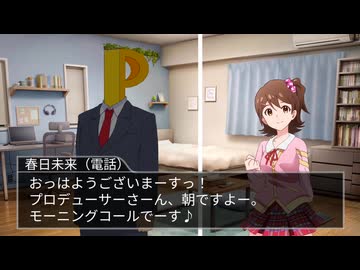 P
春日未来（電話）
おっはようございまーすっ！
プロデューサーさーん、朝ですよー。
モーニングコールでーす♪